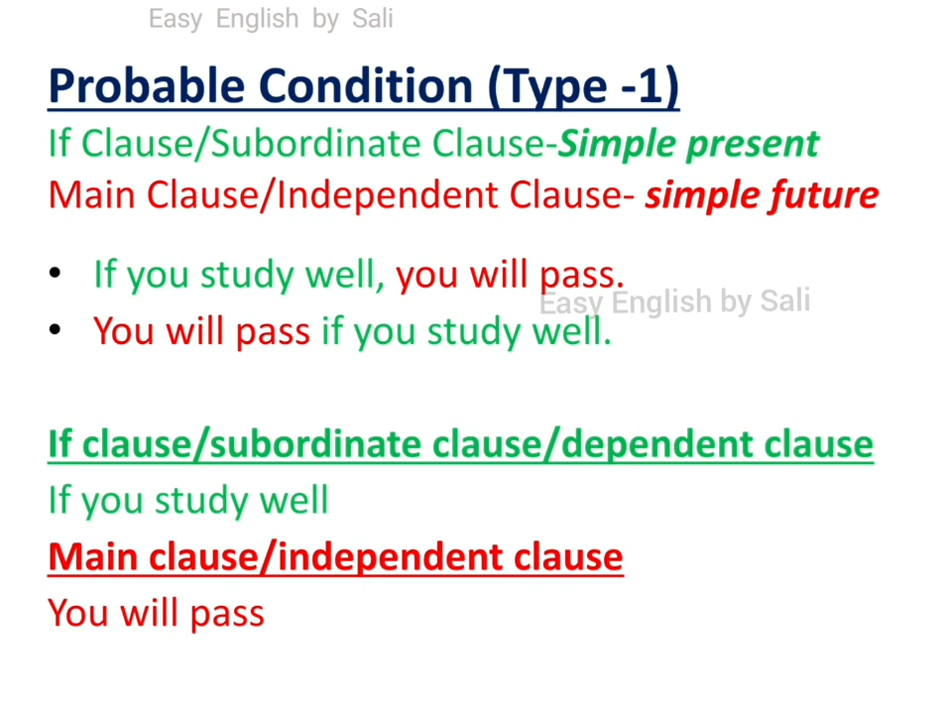 Easy English by Sali
Probable Condition (Type -1)
If Clause/Subordinate Clause-Simple present
Main Clause/Independent Clause- simple future
• If you study well, you will pass.
Easy English by Sali
• You will pass if you study well.
If clause/subordinate clause/dependent clause
If you study well
Main clause/independent clause
You will pass